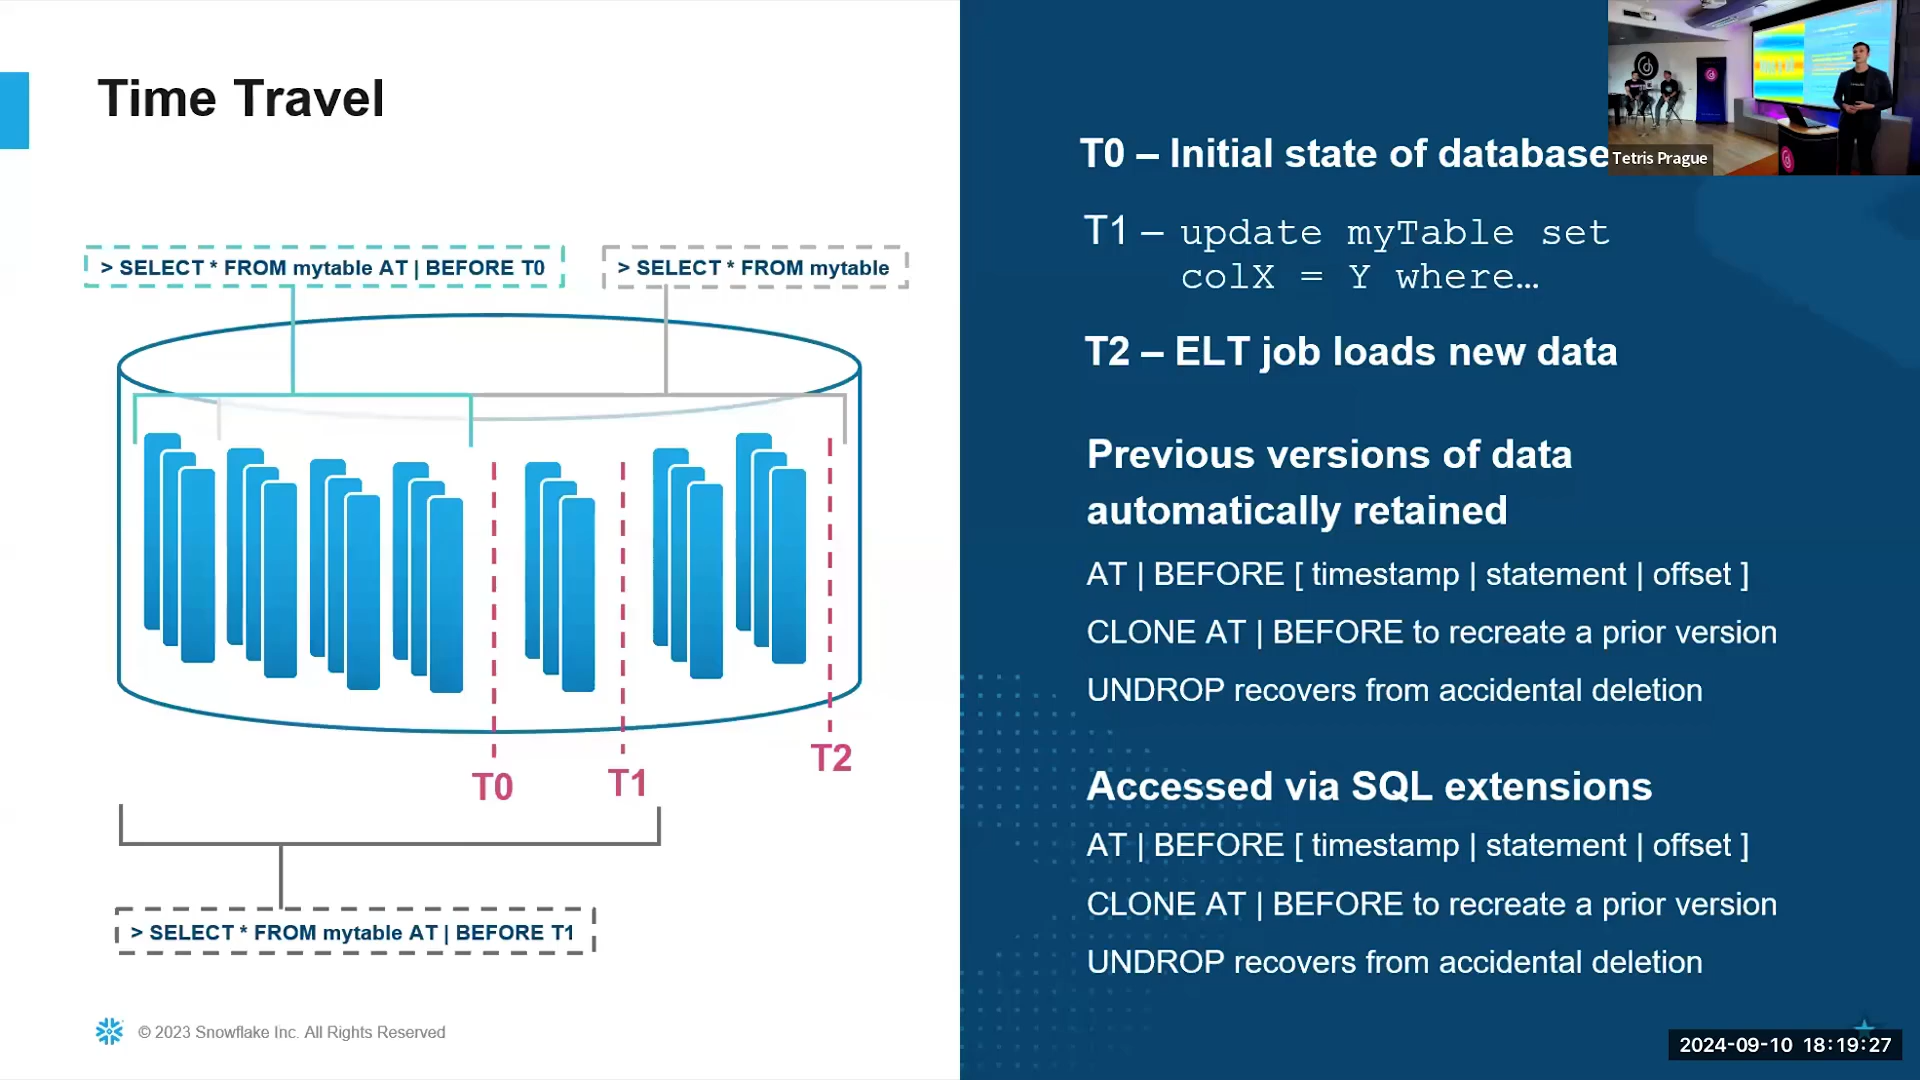 Time Travel
> SELECT * FROM mytable AT | BEFORE T0
> SELECT * FROM mytable
T0
T1
T2
> SELECT * FROM mytable AT | BEFORE T1
© 2023 Snowflake Inc. All Rights Reserved
T0 – Initial state of database
T1 – update myTable set
colX = Y where…
T2 – ELT job loads new data
Previous versions of data
automatically retained
AT | BEFORE [ timestamp | statement | offset ]
CLONE AT | BEFORE to recreate a prior version
UNDROP recovers from accidental deletion
Accessed via SQL extensions
AT | BEFORE [ timestamp | statement | offset ]
CLONE AT | BEFORE to recreate a prior version
UNDROP recovers from accidental deletion
Tetris Prague
2024-09-10 18:19:27